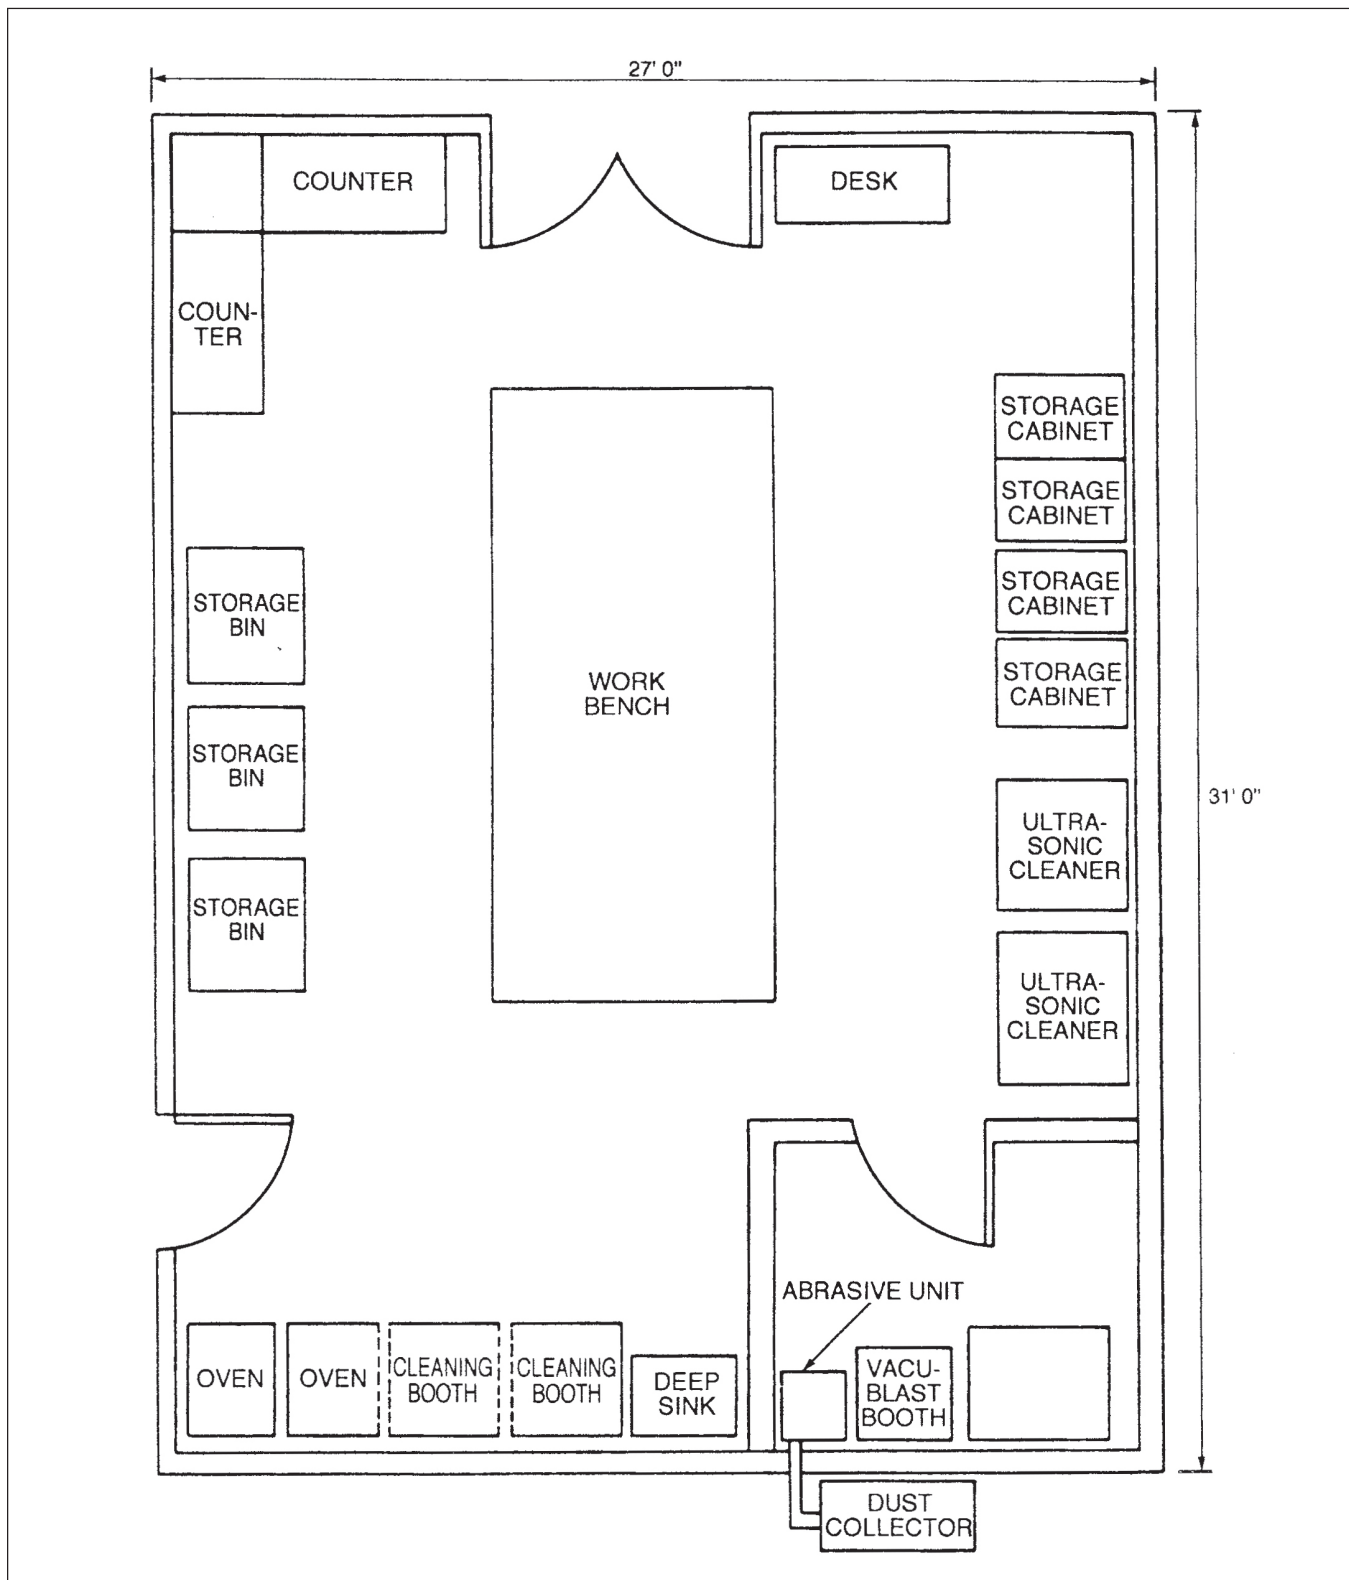 27' 0"
COUNTER
DESK
COUN-
TER
STORAGE
CABINET
STORAGE
CABINET
STORAGE
CABINET
STORAGE
CABINET
STORAGE
BIN
STORAGE
BIN
STORAGE
BIN
WORK
BENCH
31' 0"
ULTRA-
SONIC
CLEANER
ULTRA-
SONIC
CLEANER
ABRASIVE UNIT
OVEN
OVEN
CLEANING
BOOTH
CLEANING
BOOTH
DEEP
SINK
VACU-
BLAST
BOOTH
DUST
COLLECTOR